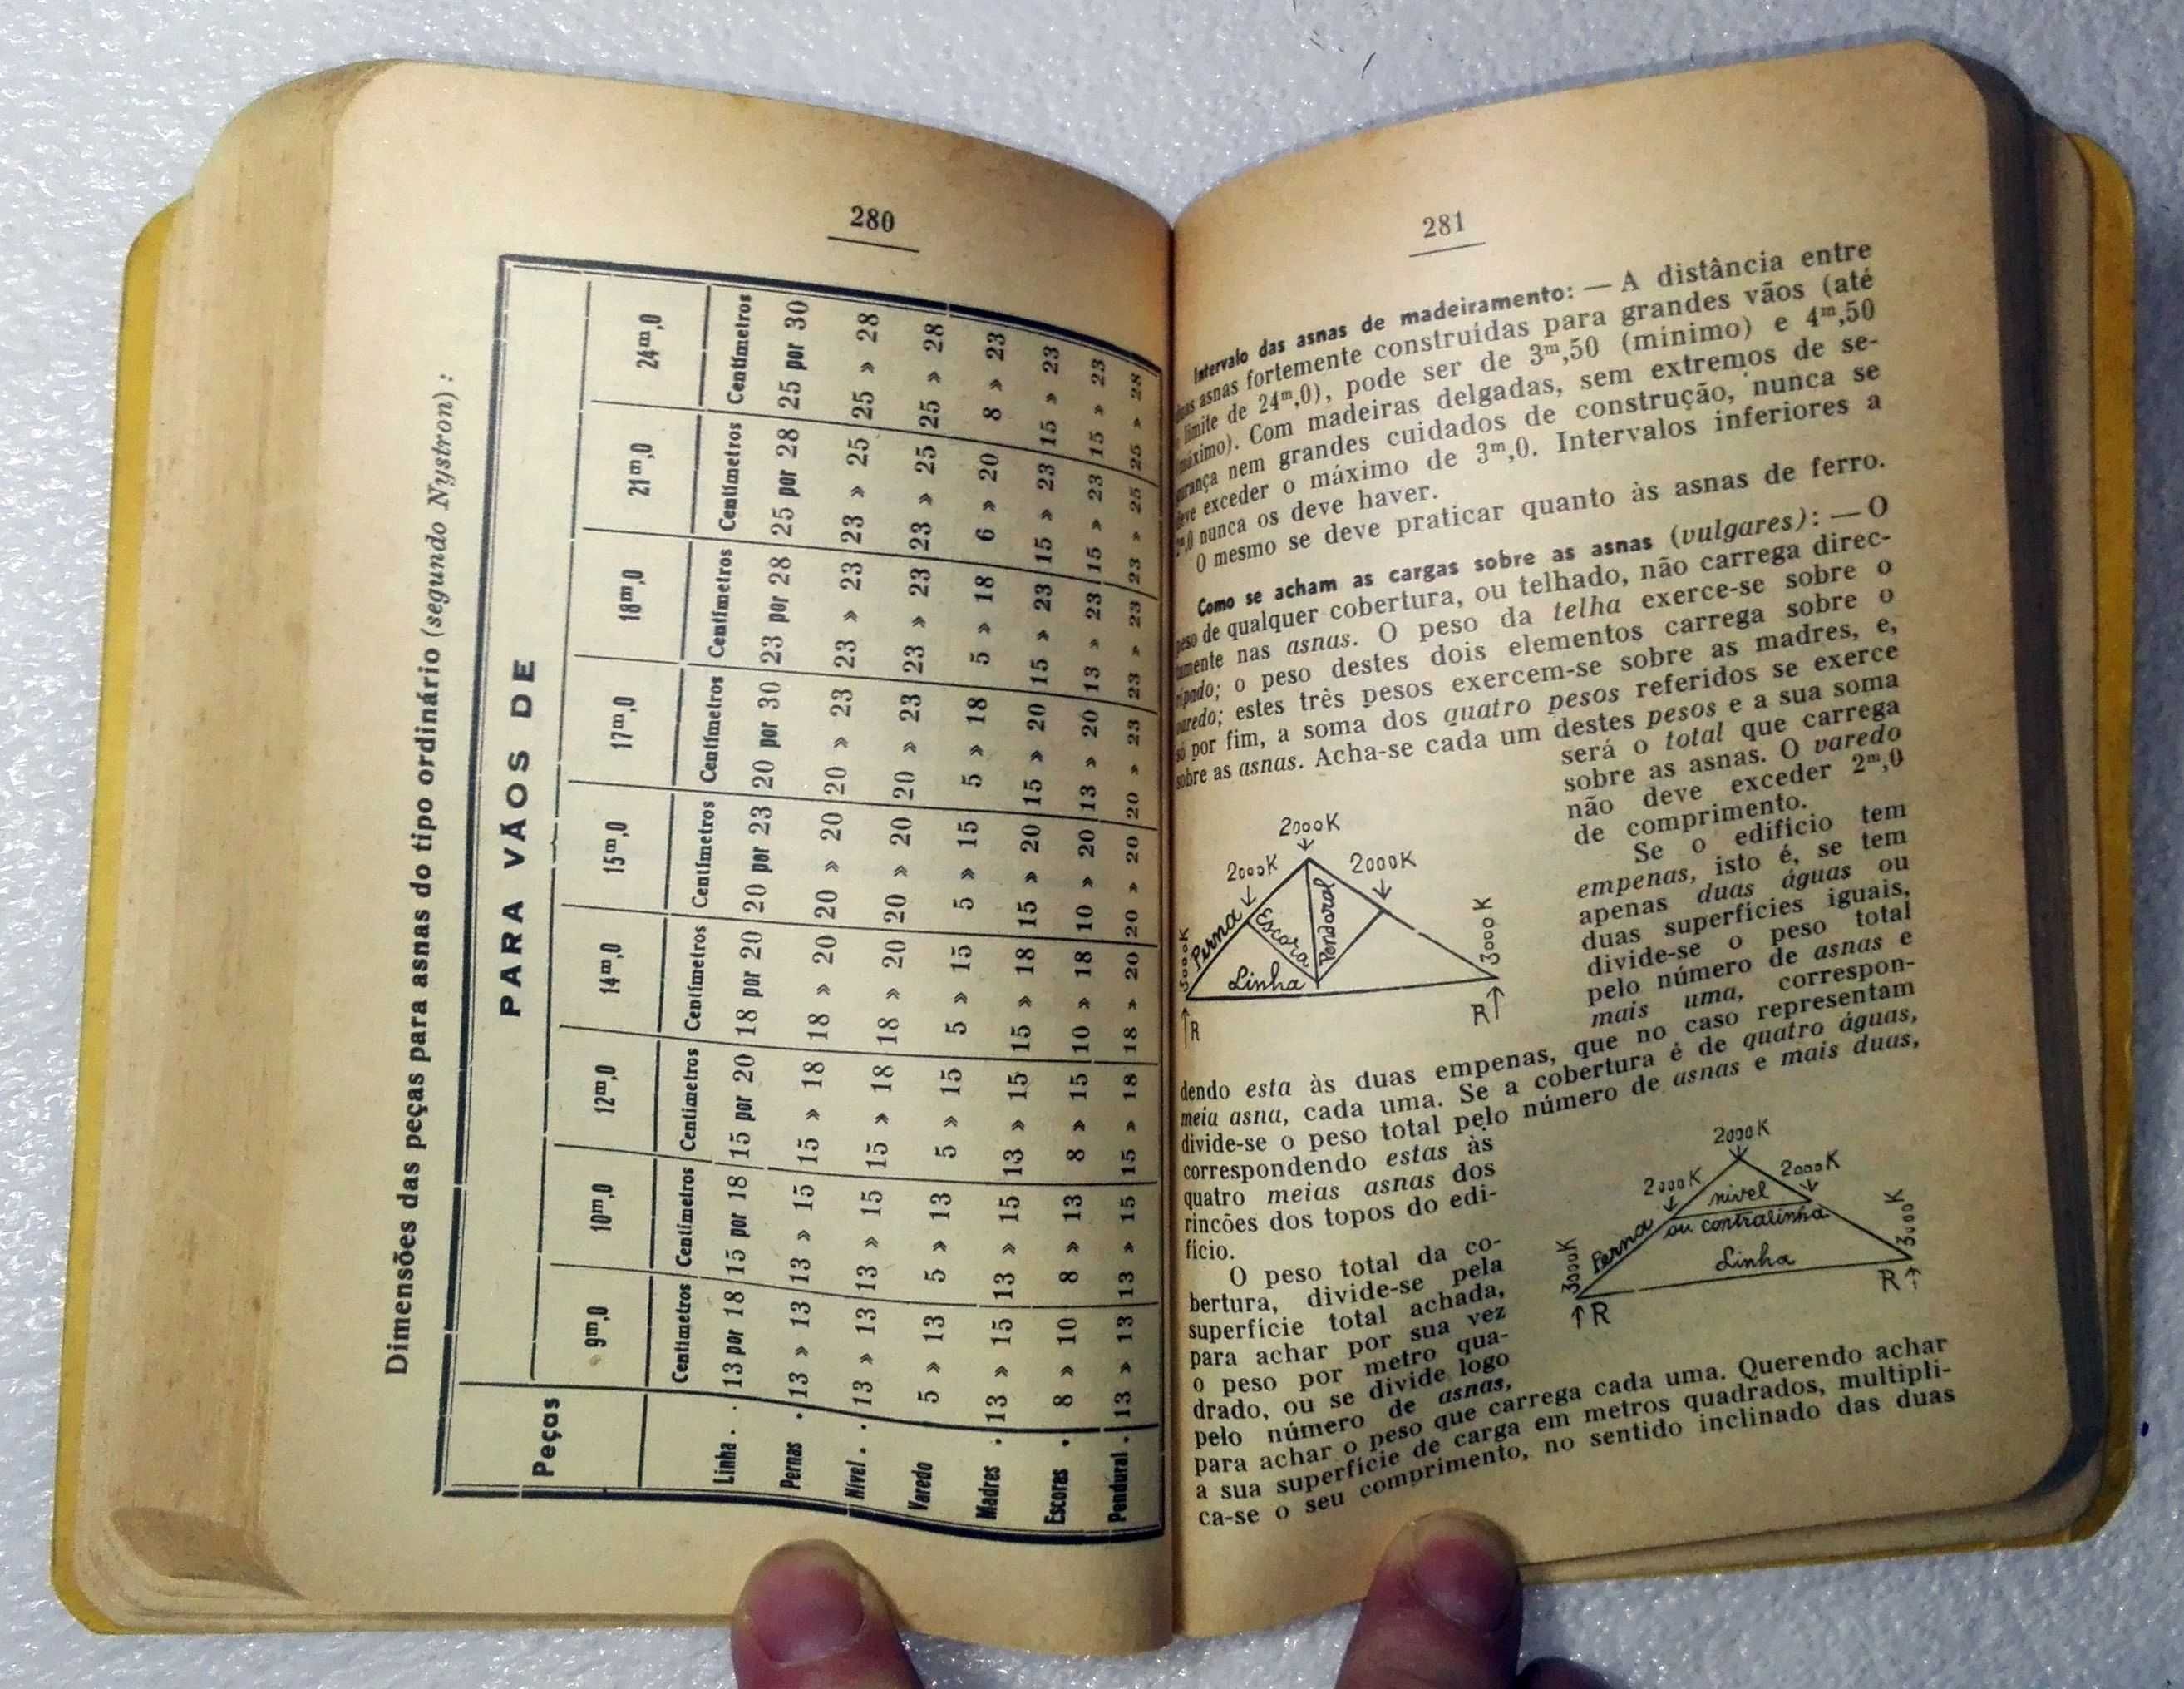 280
Dimensões das peças para asnas do tipo ordinário (segundo Nystron):
Peças
PARA VÃOS DE
9m,0 10m,0 12m,0 14m,0 15m,0 17m,0 18m,0 21m,0 24m,0
Centímetros Centímetros Centímetros Centímetros Centímetros Centímetros Centímetros Centímetros Centímetros
Linha . . 13 por 18 15 por 18 15 por 20 18 por 20 20 por 23 20 por 30 23 por 28 25 por 28 25 por 30
Pernas . 13 » 13 13 » 15 15 » 18 18 » 20 20 » 20 20 » 23 23 » 23 23 » 25 25 » 28
Nível . . 13 » 13 13 » 15 15 » 18 18 » 20 20 » 20 20 » 23 23 » 23 23 » 25 25 » 28
Varedo 5 » 13 5 » 13 5 » 15 5 » 15 5 » 15 5 » 18 5 » 18 6 » 20 8 » 23
Madres . 13 » 15 13 » 15 13 » 15 15 » 18 15 » 20 15 » 20 15 » 23 15 » 23 15 » 23
Escoras . 8 » 10 8 » 13 8 » 15 10 » 18 10 » 20 13 » 20 13 » 23 15 » 23 15 » 23
Pendural . 13 » 13 13 » 15 15 » 18 18 » 20 20 » 20 20 » 23 23 » 23 23 » 25 25 » 28
281
Intervalo das asnas de madeiramento: — A distância entre
duas asnas fortemente construídas para grandes vãos (até
limite de 24m,0), pode ser de 3m,50 (mínimo) e 4m,50
(máximo). Com madeiras delgadas, sem extremos de se-
gurança nem grandes cuidados de construção, nunca se
deve exceder o máximo de 3m,0. Intervalos inferiores a
2m,0 nunca os deve haver.
O mesmo se deve praticar quanto às asnas de ferro.
Como se acham as cargas sobre as asnas (vulgares): — O
peso de qualquer cobertura, ou telhado, não carrega direc-
tamente nas asnas. O peso da telha exerce-se sobre o
ripado; o peso destes dois elementos carrega sobre o
varedo; estes três pesos exercem-se sobre as madres, e,
só por fim, a soma dos quatro pesos referidos se exerce
sobre as asnas. Acha-se cada um destes pesos e a sua soma
será o total que carrega
sobre as asnas. O varedo
não deve exceder 2m,0
de comprimento.
Se o edifício tem
empenas, isto é, se tem
apenas duas águas ou
duas superfícies iguais,
divide-se o peso total
pelo número de asnas e
mais uma, correspon-
2000K
2000K
2000K
3000K
3000K
Perna
Escora
Pendoral
Linha
R
R
dendo esta às duas empenas, que no caso representam
meia asna, cada uma. Se a cobertura é de quatro águas,
divide-se o peso total pelo número de asnas e mais duas,
correspondendo estas às
quatro meias asnas dos
rincões dos topos do edi-
fício.
O peso total da co-
bertura, divide-se pela
superfície total achada,
para achar por sua vez
o peso por metro qua-
drado, ou se divide logo
pelo número de asnas,
2000K
2000K
2000K
3000K
3000K
Perna
nivel
ou contralinha
Linha
R
R
para achar o peso que carrega cada uma. Querendo achar
a sua superfície de carga em metros quadrados, multipli-
ca-se o seu comprimento, no sentido inclinado das duas